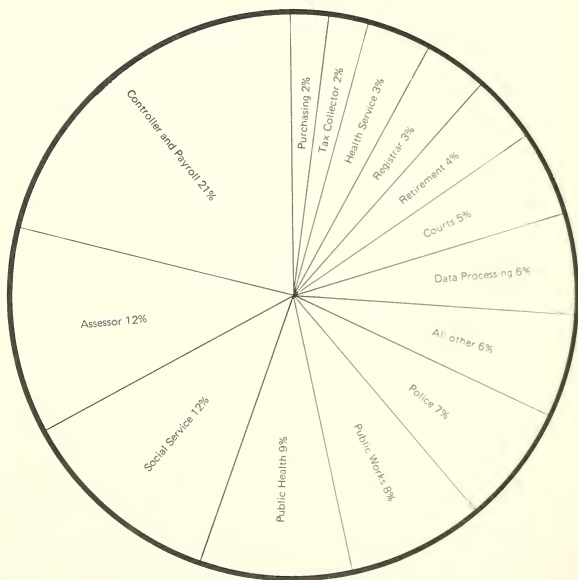 Purchasing 2%
Tax Collector 2%
Health Service 3%
Registrar 3%
Retirement 4%
Courts 5%
Data Processing 6%
All other 6%
Police 7%
Public Works 8%
Public Health 9%
Social Service 12%
Assessor 12%
Controller and Payroll 21%